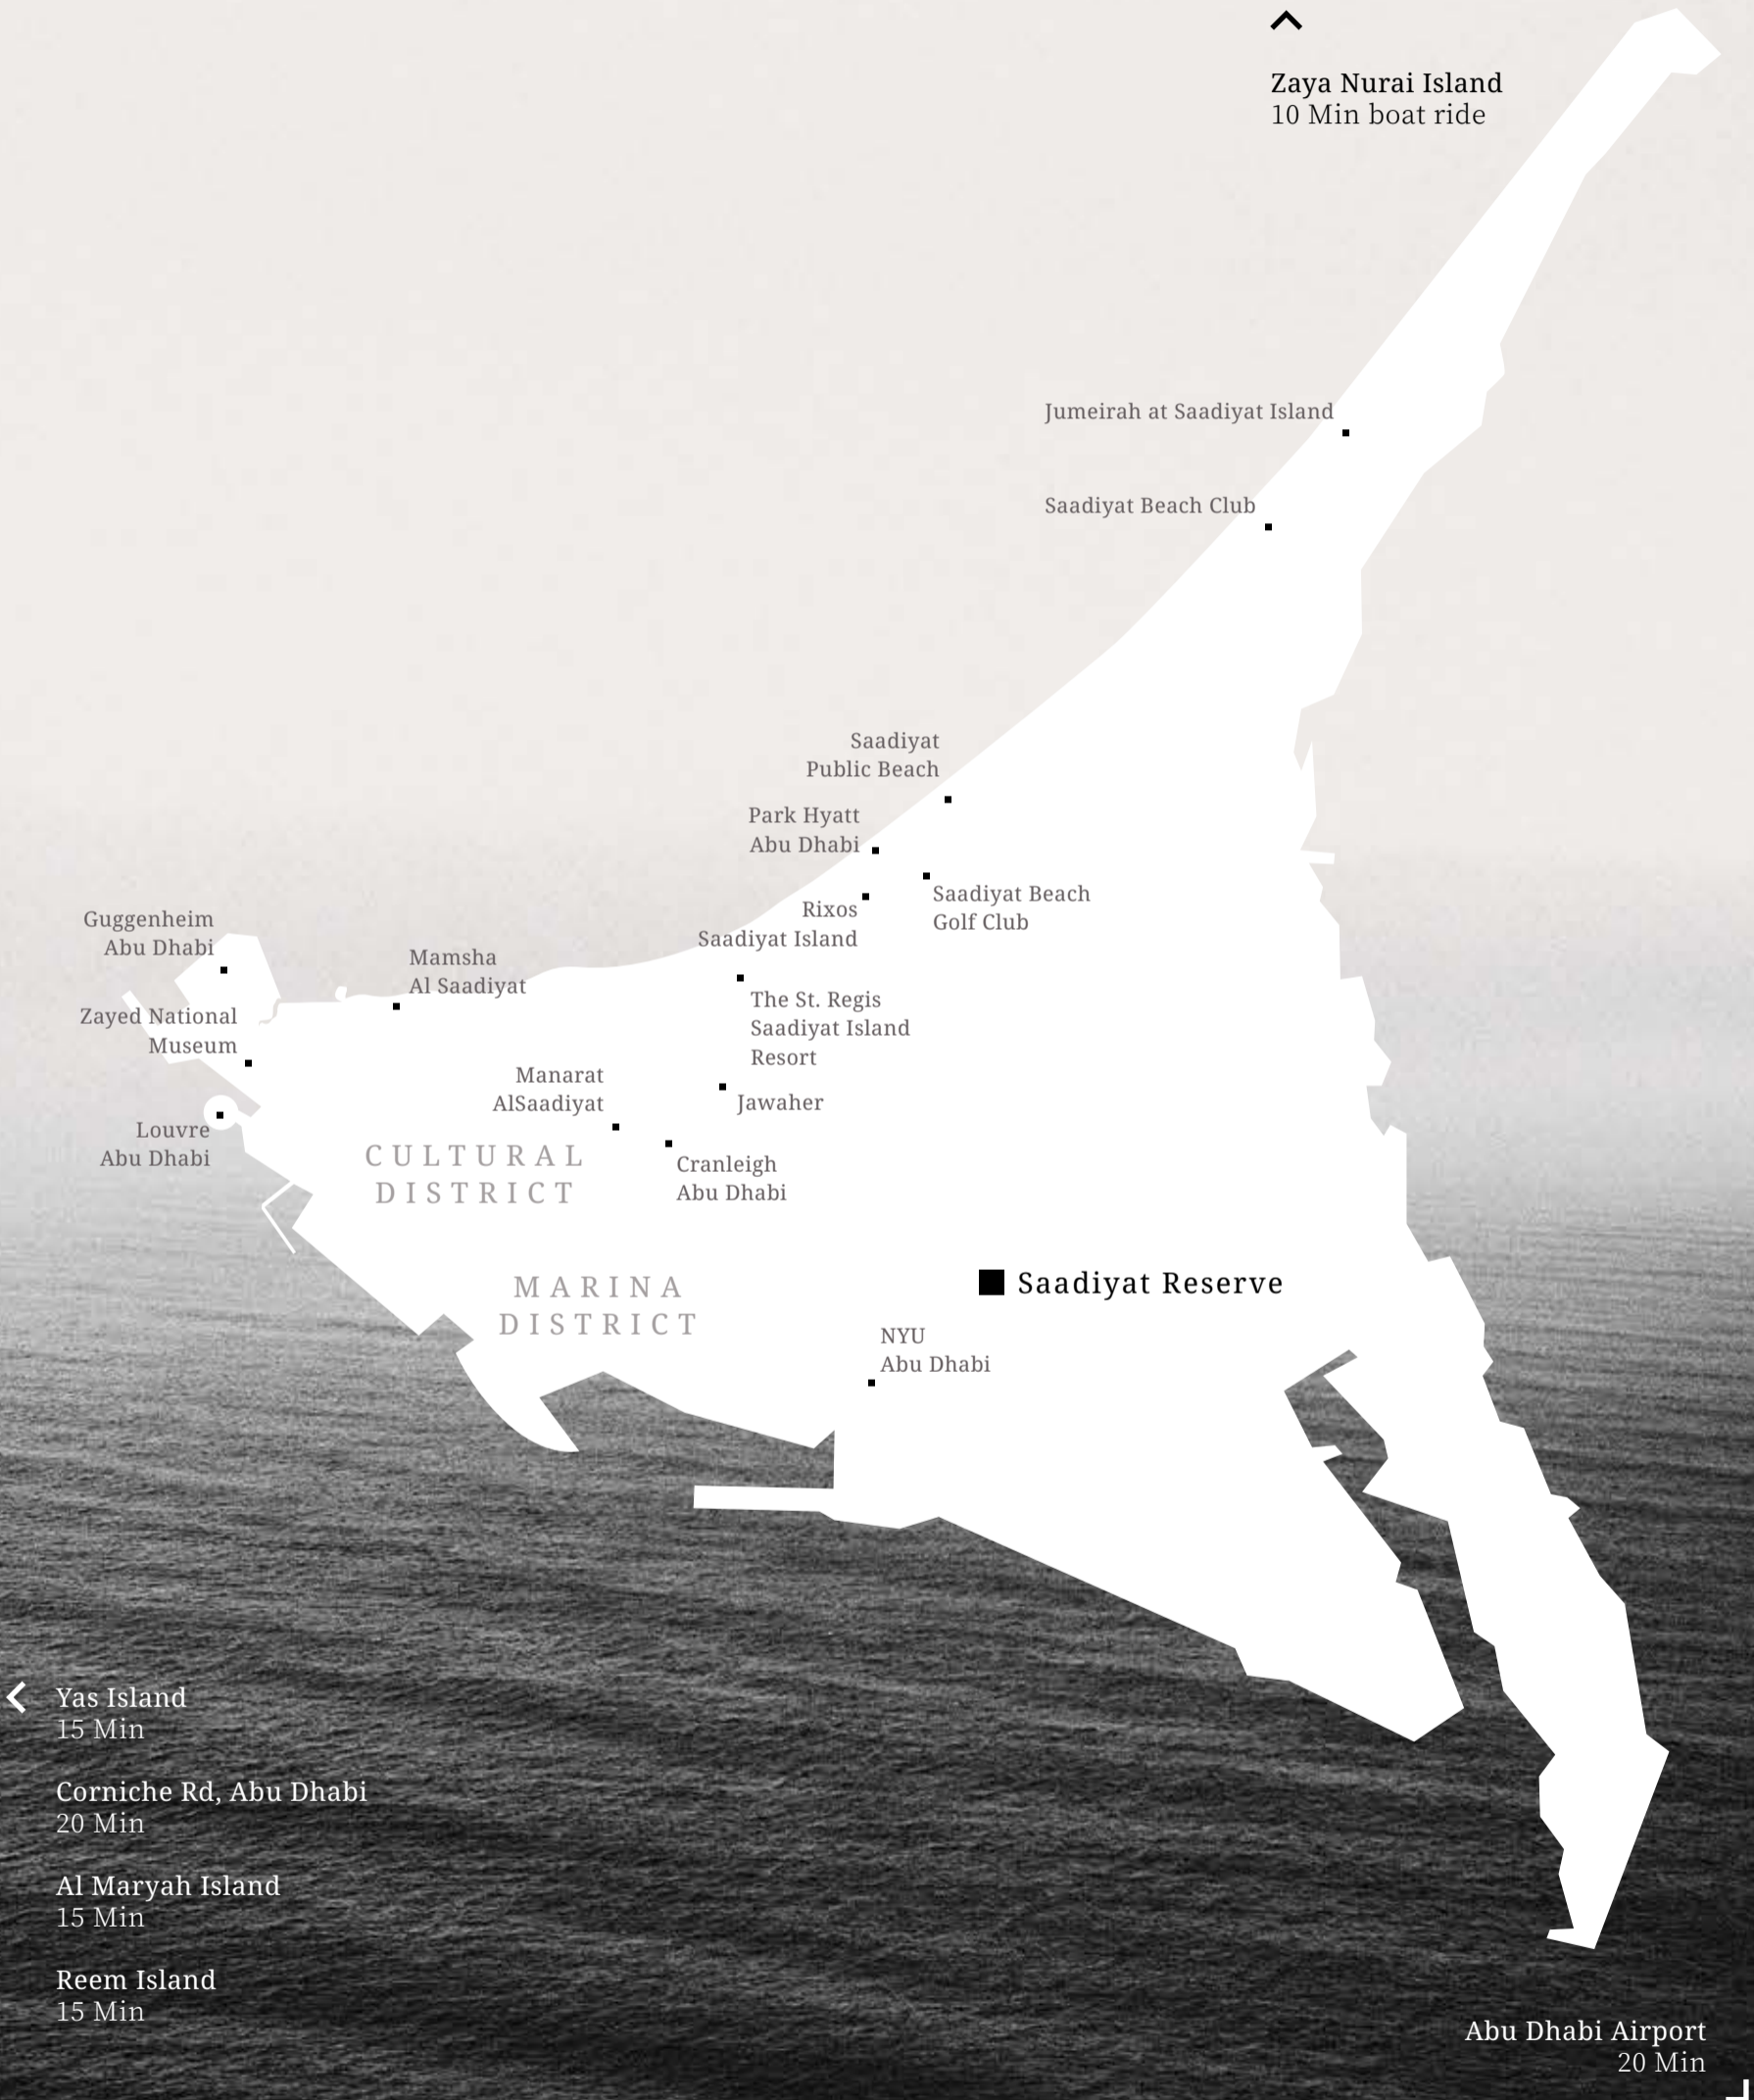 Zaya Nurai Island
10 Min boat ride
Jumeirah at Saadiyat Island
Saadiyat Beach Club
Saadiyat
Public Beach
Park Hyatt
Abu Dhabi
Saadiyat Beach
Golf Club
Rixos
Saadiyat Island
Guggenheim
Abu Dhabi
Mamsha
Al Saadiyat
The St. Regis
Saadiyat Island
Resort
Zayed National
Museum
Manarat
AlSaadiyat
Jawaher
Louvre
Abu Dhabi
CULTURAL
DISTRICT
Cranleigh
Abu Dhabi
MARINA
DISTRICT
Saadiyat Reserve
NYU
Abu Dhabi
Yas Island
15 Min
Corniche Rd, Abu Dhabi
20 Min
Al Maryah Island
15 Min
Reem Island
15 Min
Abu Dhabi Airport
20 Min